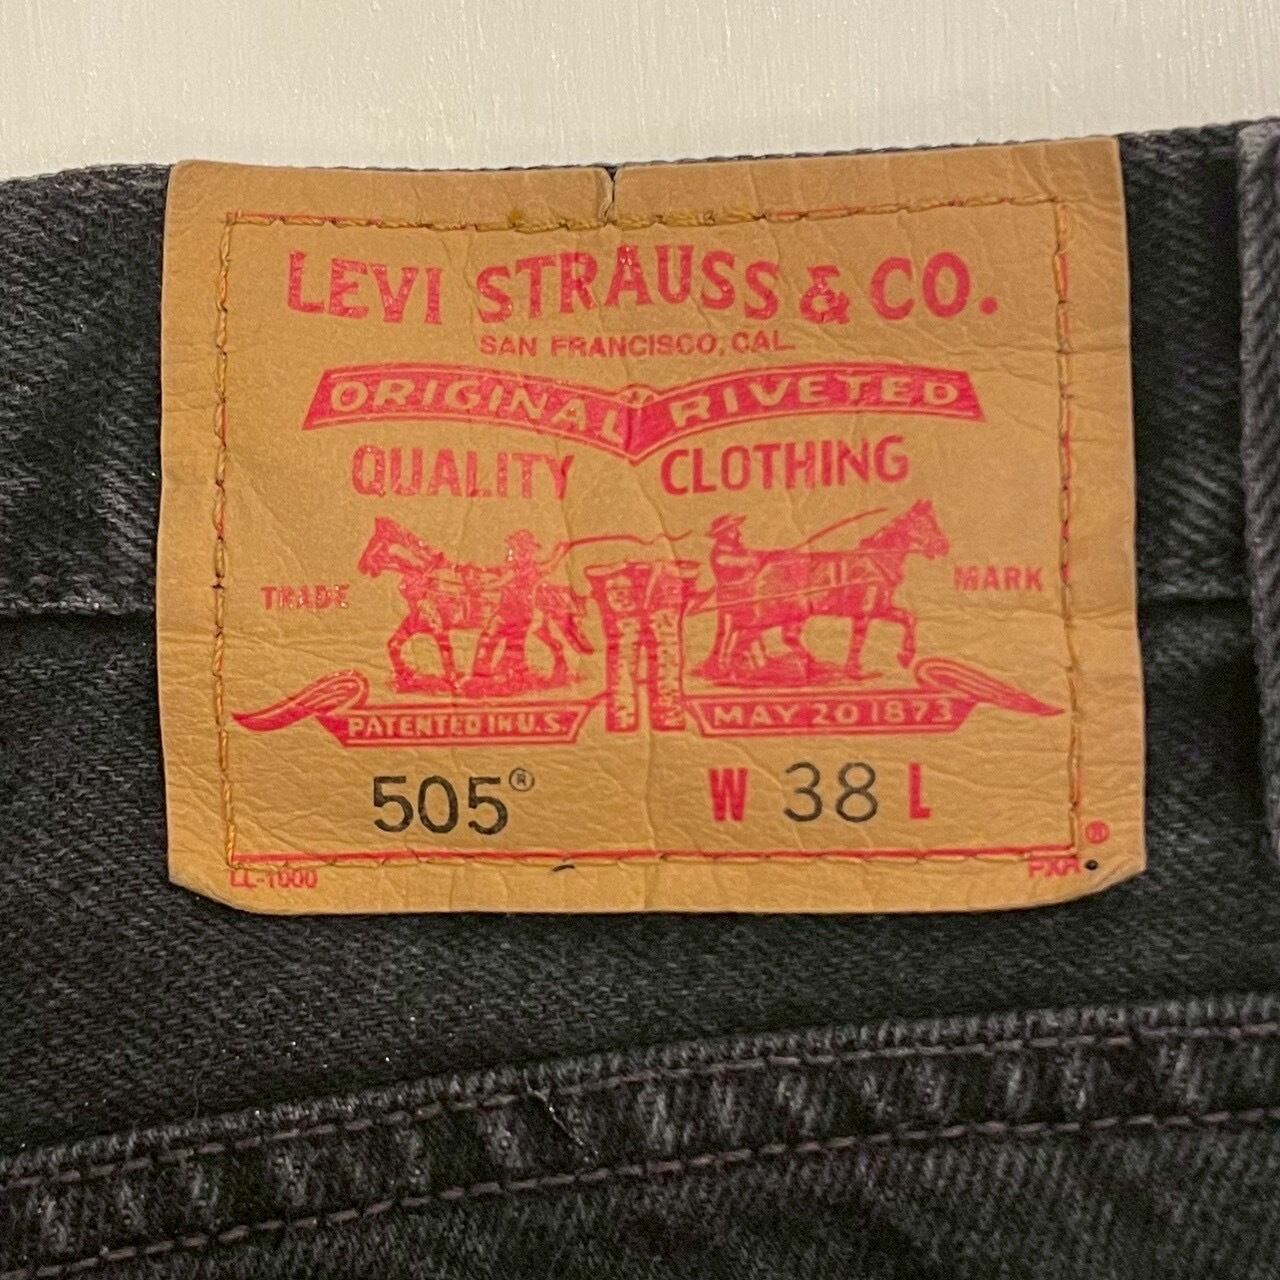 LEVI STRAUSS & CO.
SAN FRANCISCO, CAL.
ORIGINAL RIVETED
QUALITY CLOTHING
TRADE MARK
PATENTED IN U.S. MAY 20 1873
505® W 38 L
®
LL-1000